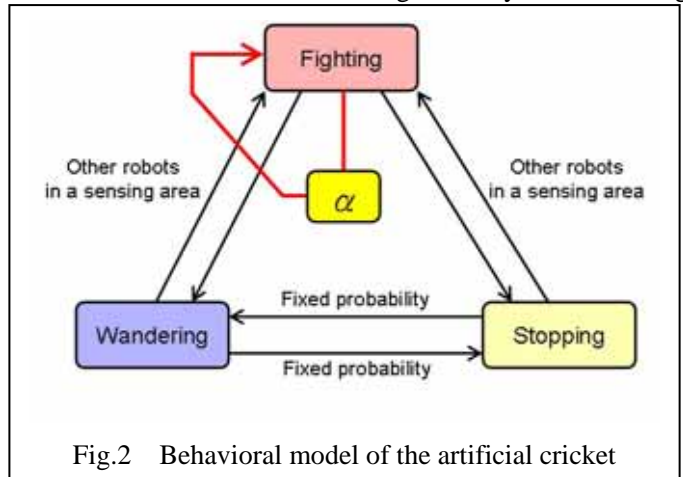 Fighting
Other robots
in a sensing area
Other robots
in a sensing area
α
Fixed probability
Wandering
Stopping
Fixed probability
Fig.2 Behavioral model of the artificial cricket